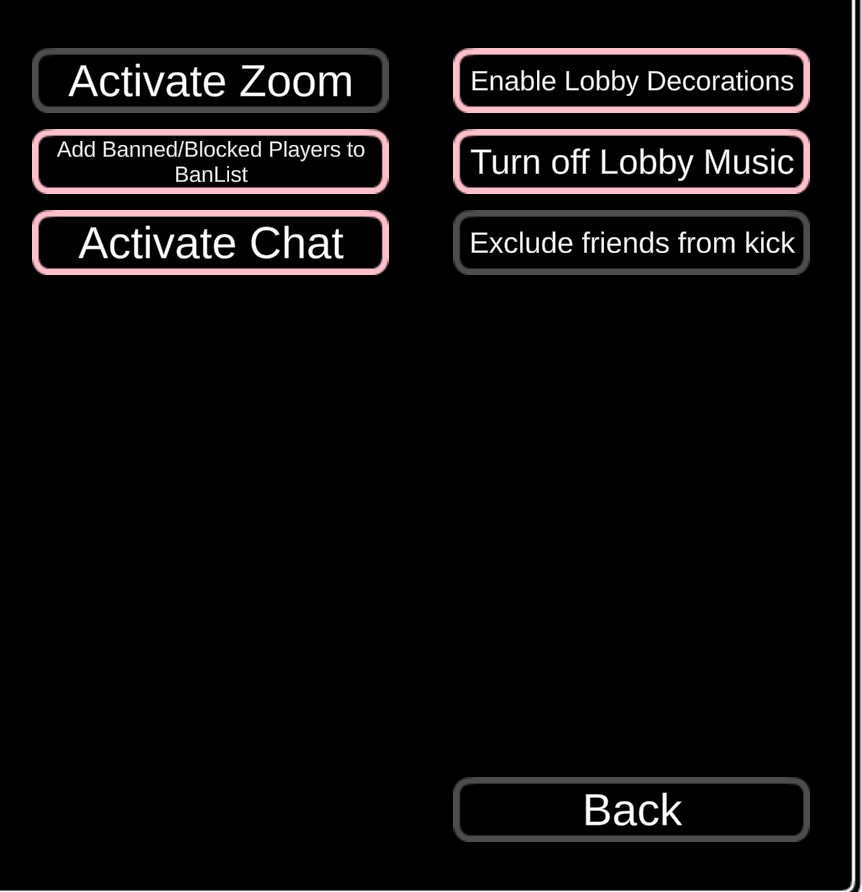 Activate Zoom
Enable Lobby Decorations
Add Banned/Blocked Players to
BanList
Turn off Lobby Music
Activate Chat
Exclude friends from kick
Back